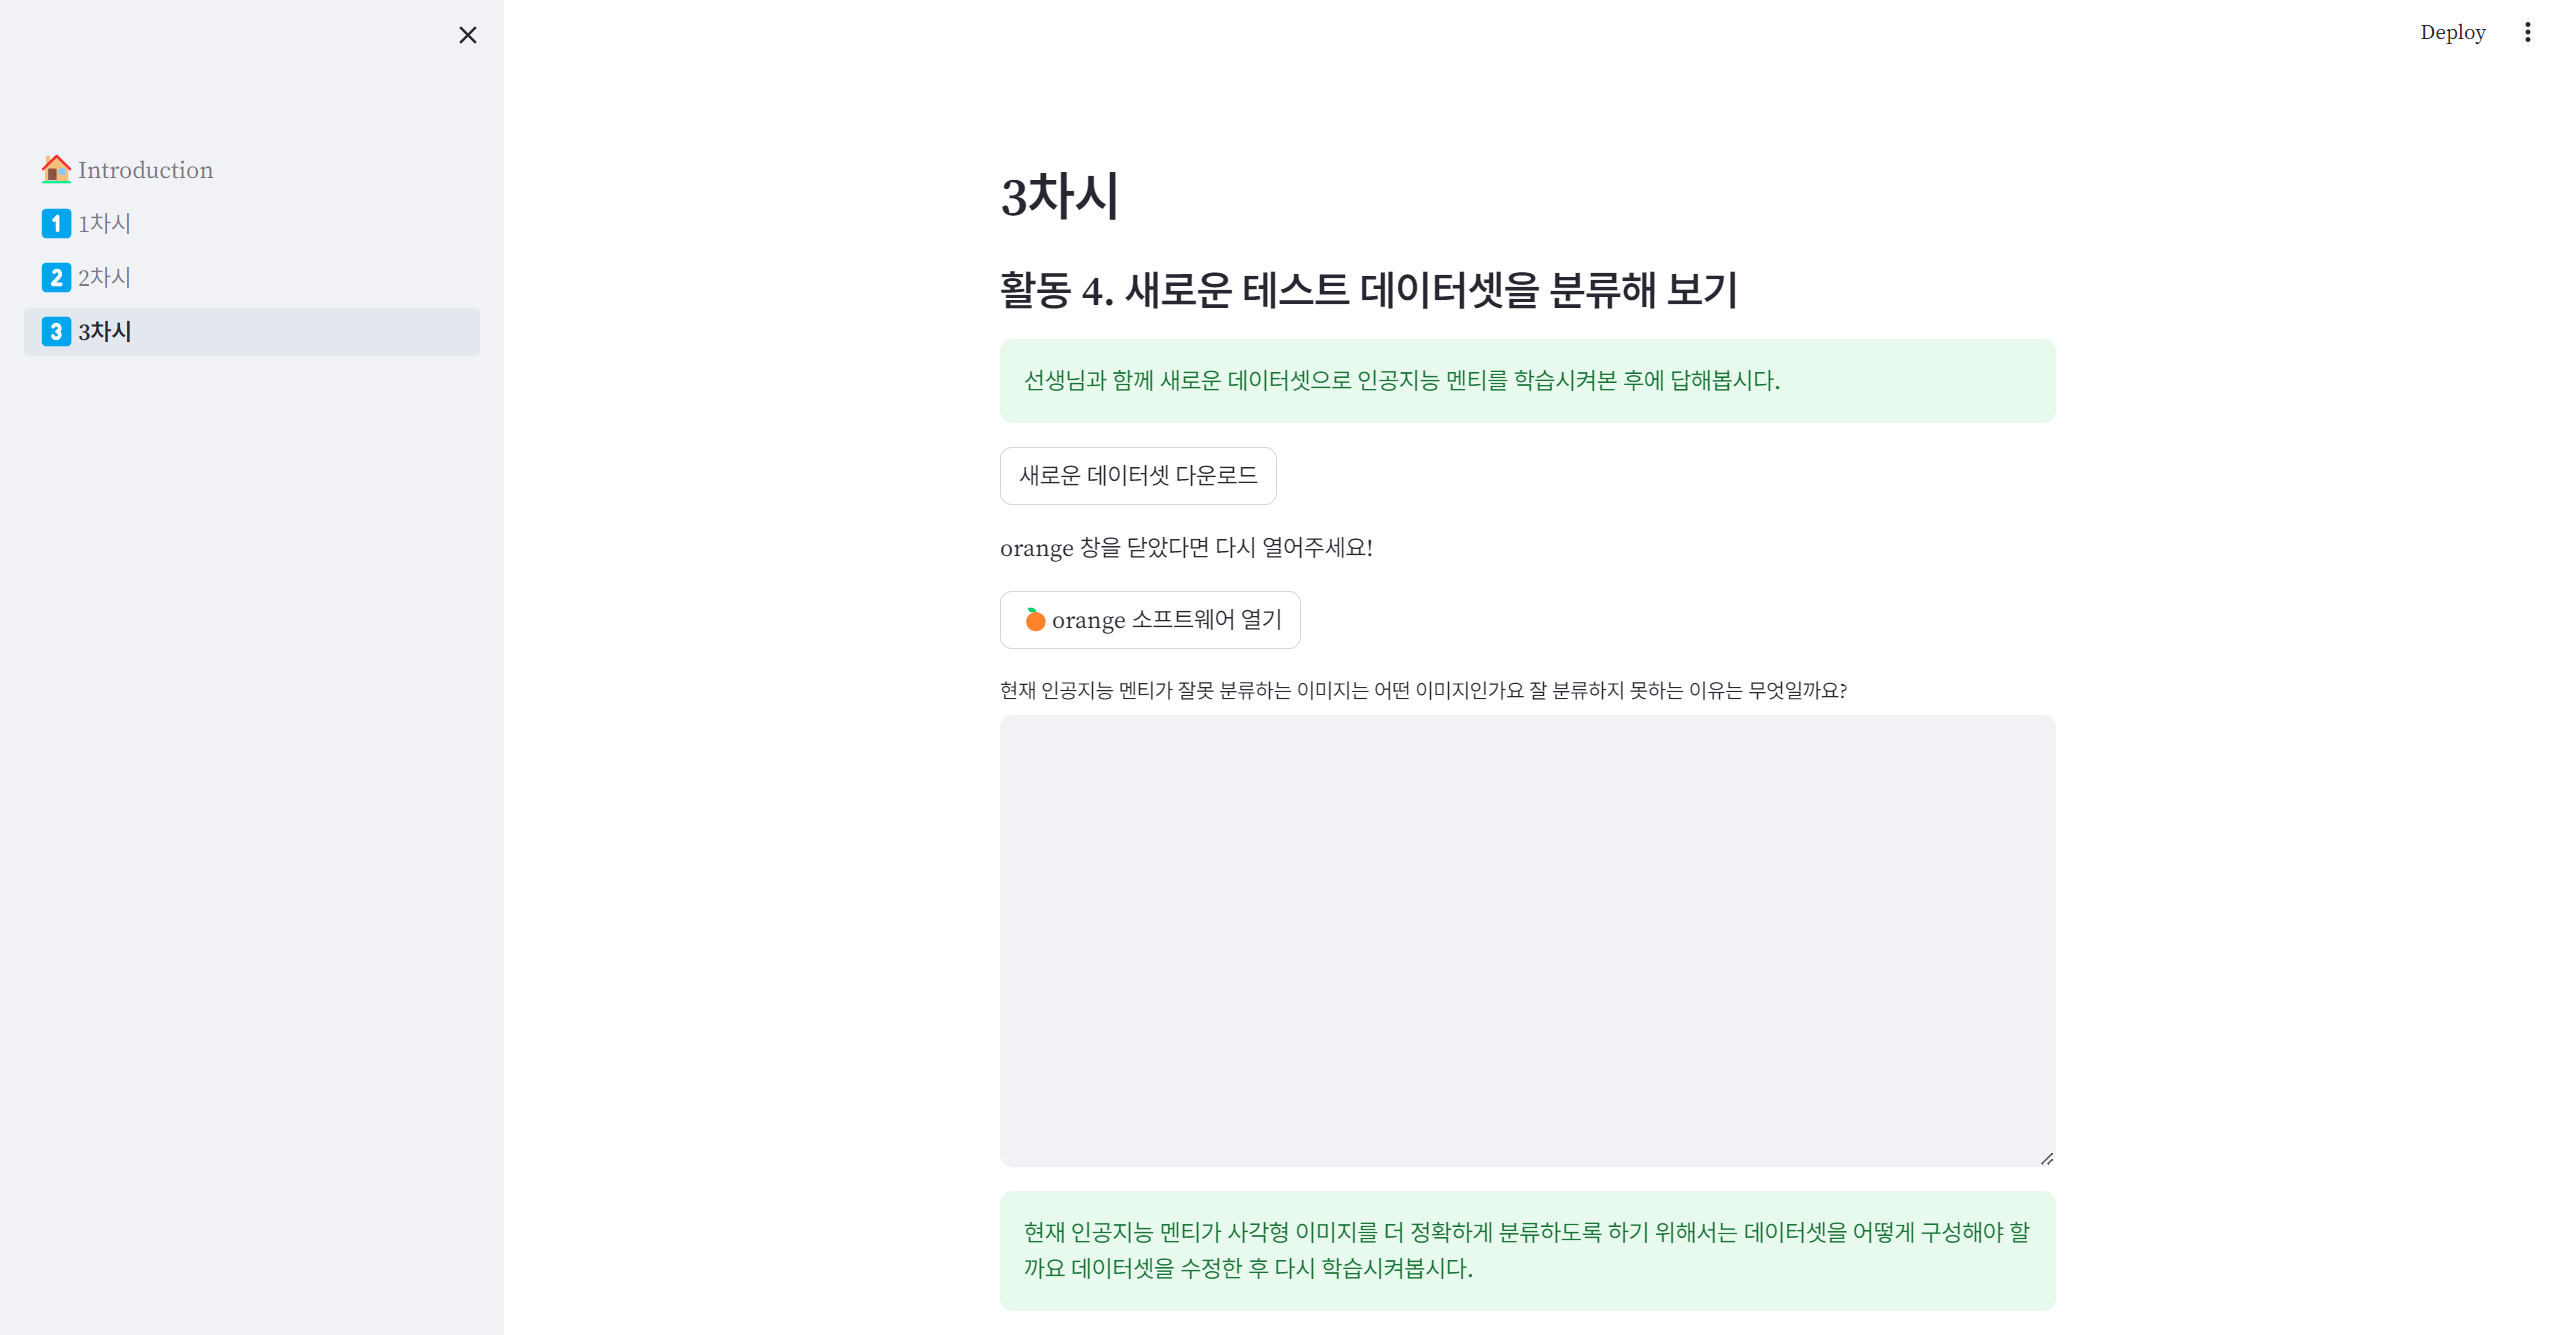 Deploy
Introduction
1차시
2차시
3차시
3차시
활동 4. 새로운 테스트 데이터셋을 분류해 보기
선생님과 함께 새로운 데이터셋으로 인공지능 멘티를 학습시켜본 후에 답해봅시다.
새로운 데이터셋 다운로드
orange 창을 닫았다면 다시 열어주세요!
orange 소프트웨어 열기
현재 인공지능 멘티가 잘못 분류하는 이미지는 어떤 이미지인가요 잘 분류하지 못하는 이유는 무엇일까요?
현재 인공지능 멘티가 사각형 이미지를 더 정확하게 분류하도록 하기 위해서는 데이터셋을 어떻게 구성해야 할
까요 데이터셋을 수정한 후 다시 학습시켜봅시다.